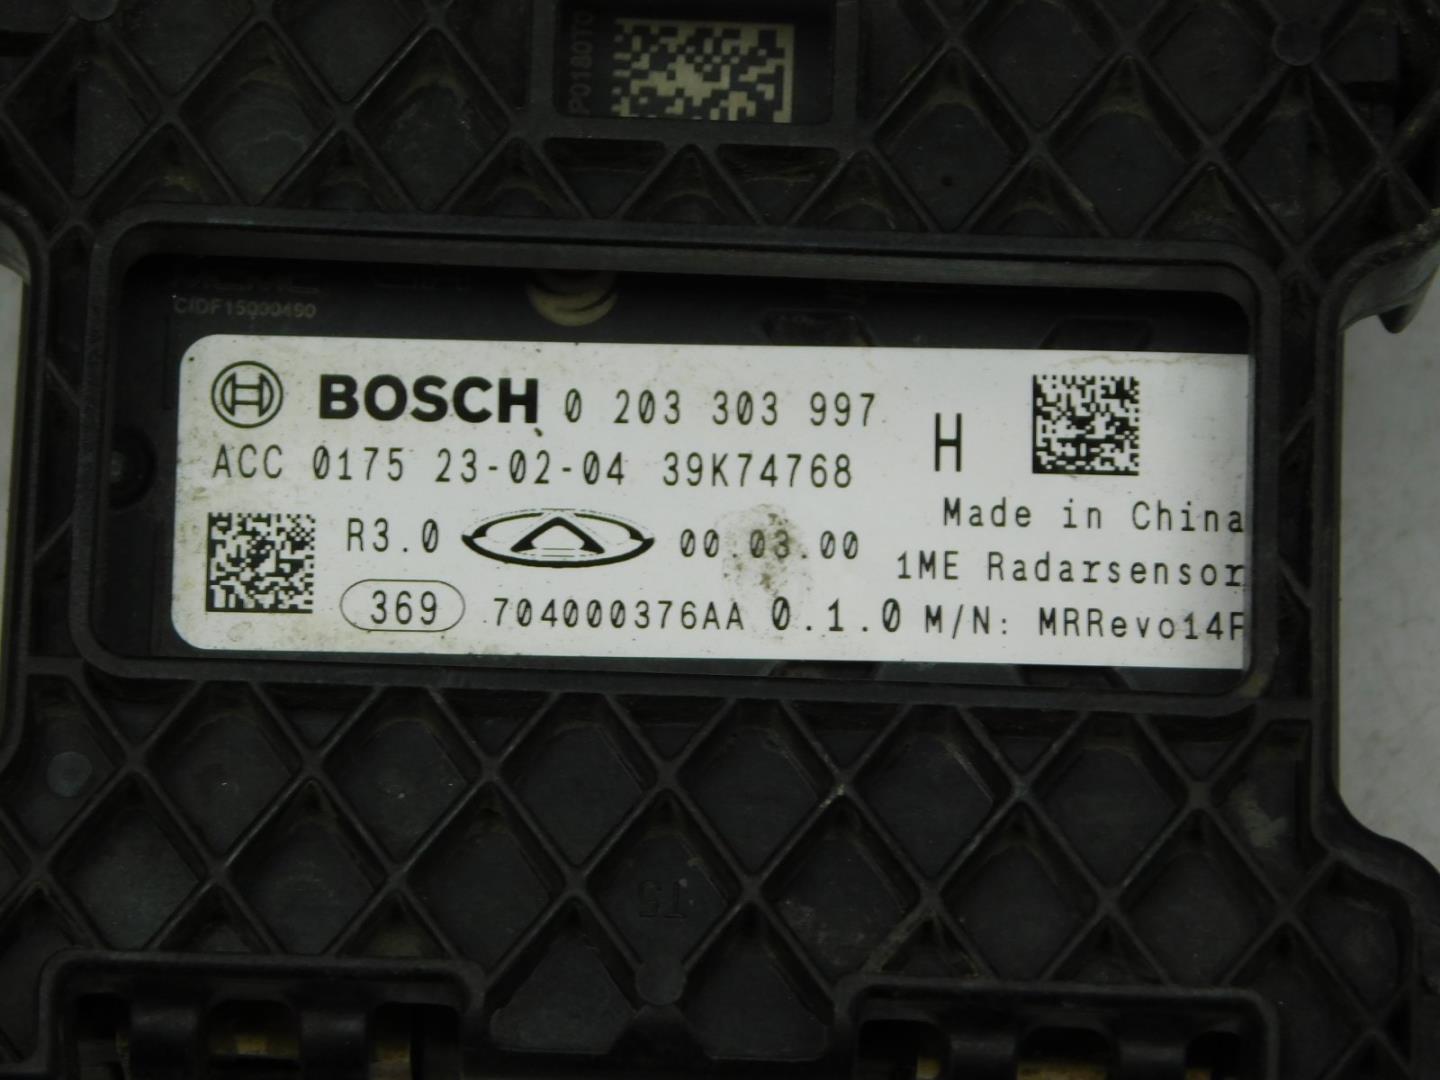 P0180T0
CIDF15000490
BOSCH 0 203 303 997
H
ACC 0175 23-02-04 39K74768
Made in China
R3.0 00.03.00
1ME Radarsensor
369 704000376AA 0.1.0 M/N: MRRevo14F